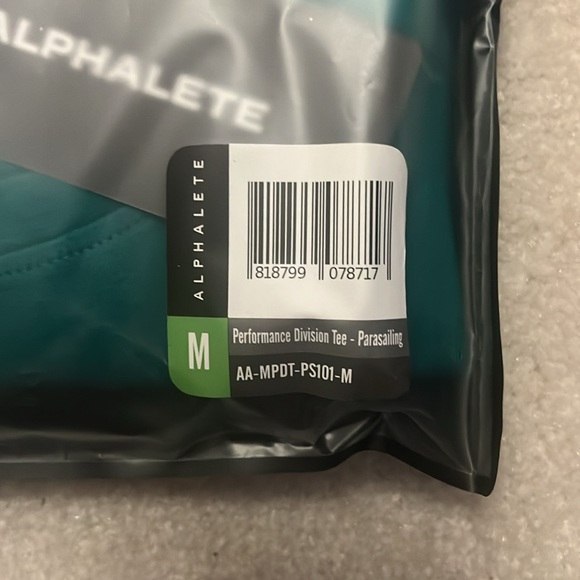 ALPHALETE
ALPHALETE
818799 078717
M
Performance Division Tee - Parasailing
AA-MPDT-PS101-M